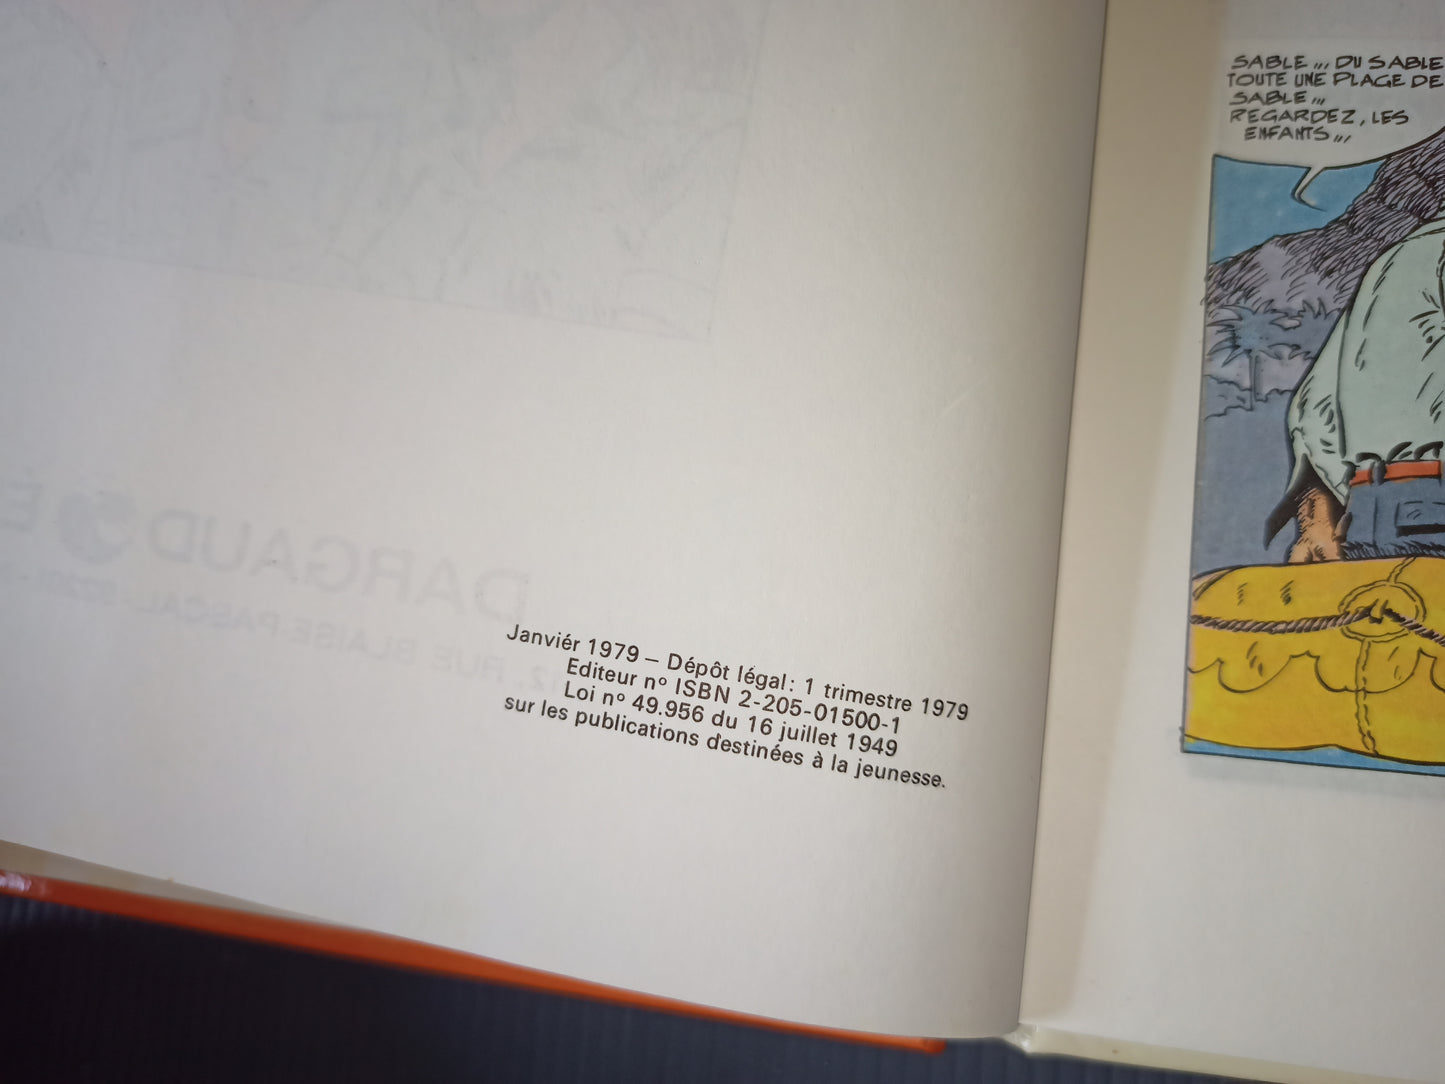 Janviér 1979 – Dépôt légal: 1 trimestre 1979
Editeur nº ISBN 2-205-01500-1
Loi nº 49.956 du 16 juillet 1949
sur les publications destinées à la jeunesse.
SABLE... DU SABLE
TOUTE UNE PLAGE DE
SABLE...
REGARDEZ, LES
ENFANTS...
DARGAUD É
12, RUE BLAISE-PASCAL